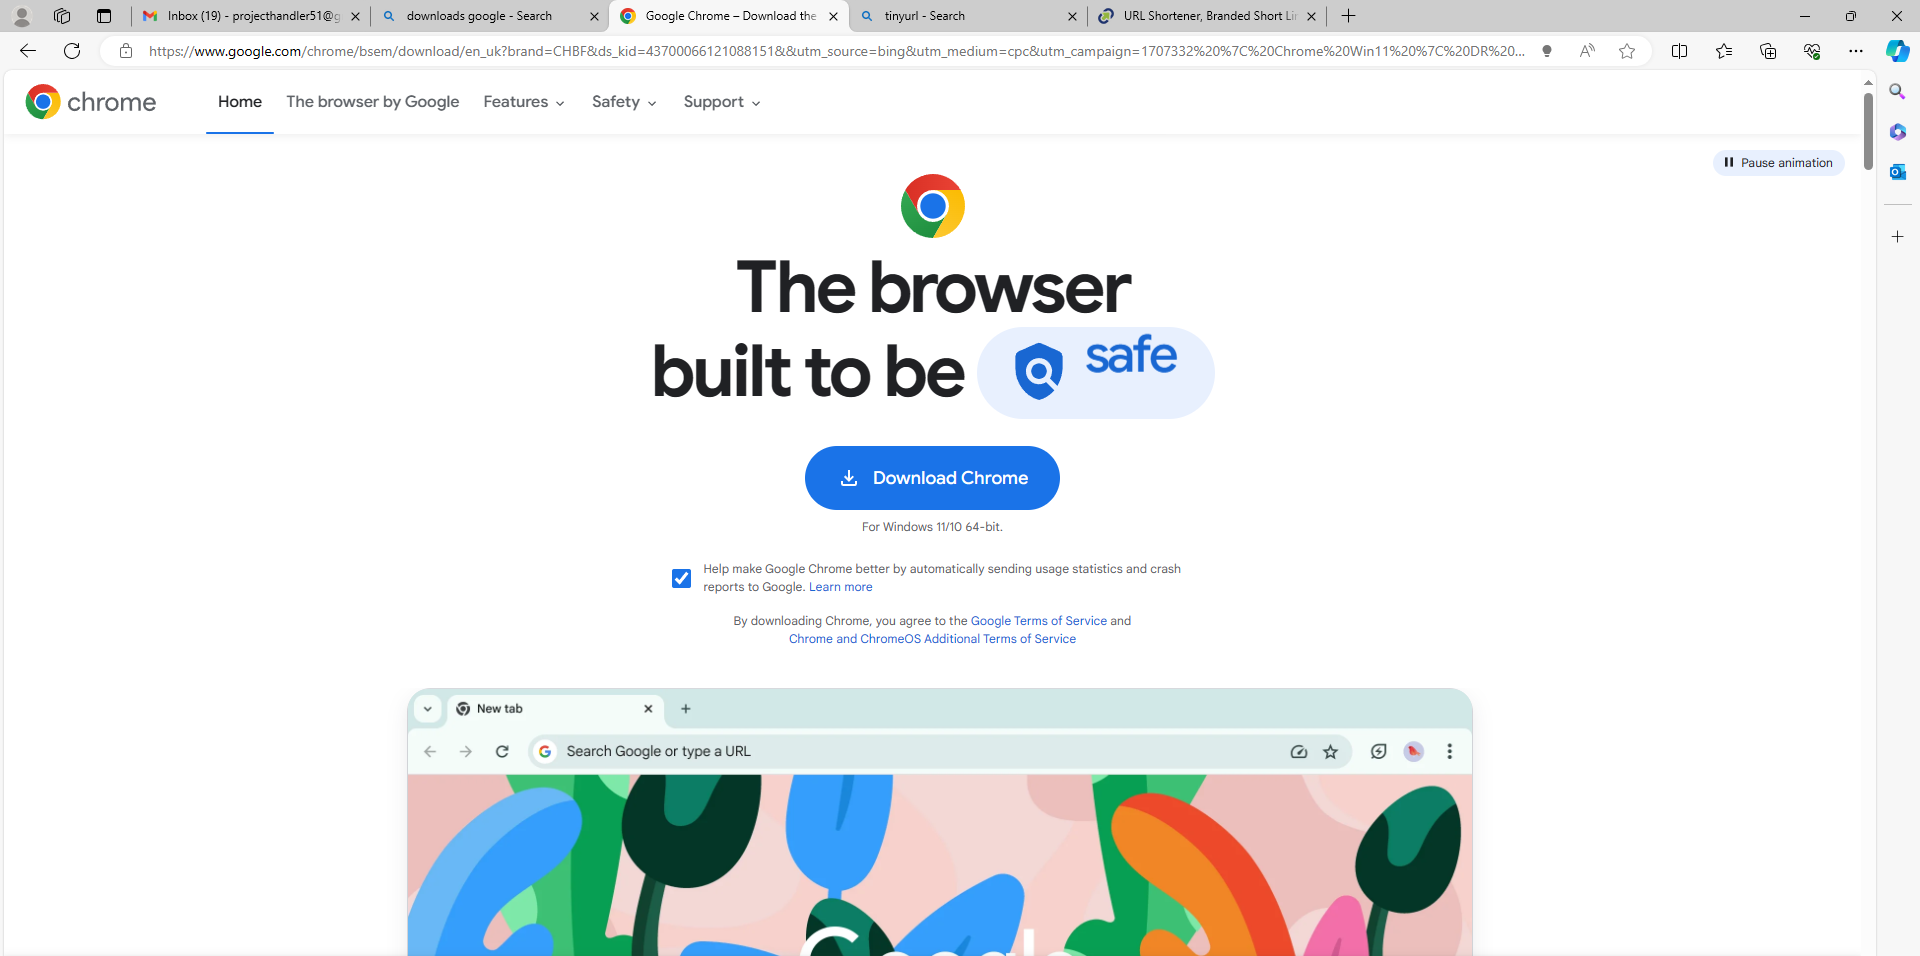 Inbox (19) - projecthandler51@g
downloads google - Search
Google Chrome – Download the
tinyurl - Search
URL Shortener, Branded Short Li
https://www.google.com/chrome/bsem/download/en_uk?brand=CHBF&ds_kid=43700066121088151&&utm_source=bing&utm_medium=cpc&utm_campaign=1707332%20%7C%20Chrome%20Win11%20%7C%20DR%20...
chrome
Home
The browser by Google
Features
Safety
Support
Pause animation
The browser
built to be safe
Download Chrome
For Windows 11/10 64-bit.
Help make Google Chrome better by automatically sending usage statistics and crash
reports to Google. Learn more
By downloading Chrome, you agree to the Google Terms of Service and
Chrome and ChromeOS Additional Terms of Service
New tab
Search Google or type a URL